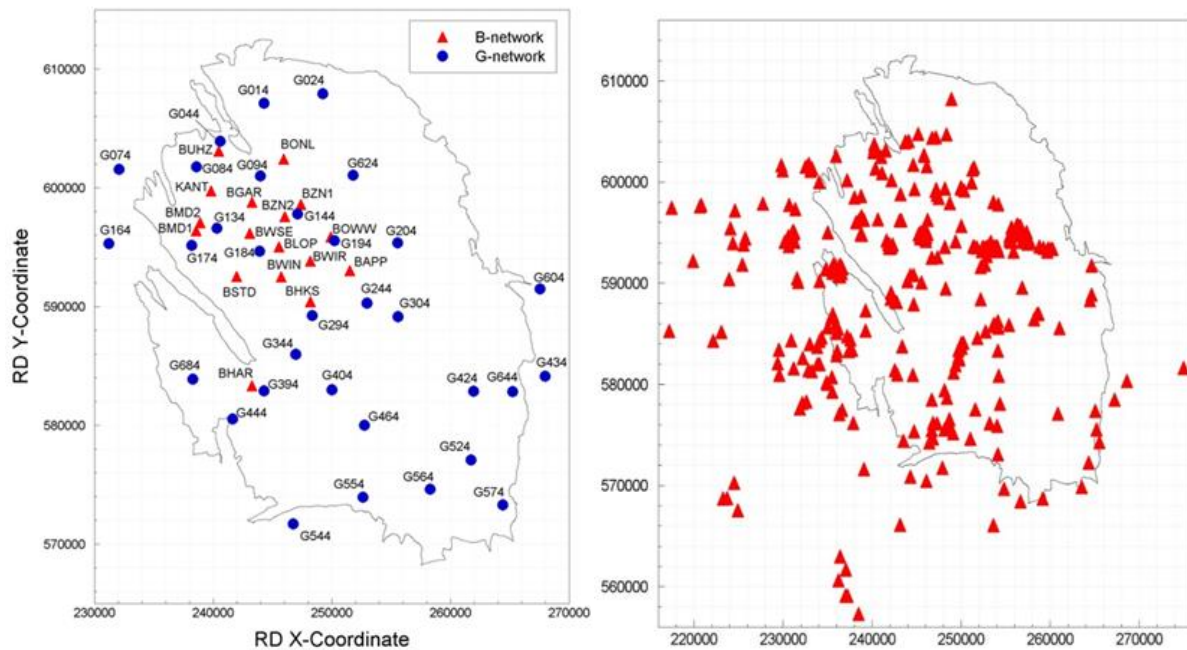 B-network
G-network
610000
G024
G014
G044
BUHZ
BONL
G074
G084
G094
G624
600000
KANT
BGAR
BZN1
BZN2
G144
BMD2
G134
BMD1
BWSE
BOWW
G204
G164
G194
G174
G184
BLOP
BWIR
BAPP
BWIN
G604
BSTD
BHKS
G244
590000
G304
G294
G344
G684
BHAR
G394
G404
G424
G644
G434
G444
G464
580000
G524
G554
G564
G574
G544
570000
231000
240000
250000
260000
270000
RD X-Coordinate
RD Y-Coordinate
610000
600000
590000
580000
570000
560000
220000
230000
240000
250000
260000
270000